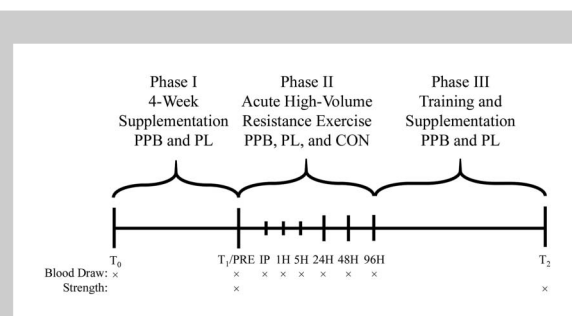 Phase I
4-Week
Supplementation
PPB and PL
Phase II
Acute High-Volume
Resistance Exercise
PPB, PL, and CON
Phase III
Training and
Supplementation
PPB and PL
T₀ T₁/PRE IP 1H 5H 24H 48H 96H T₂
Blood Draw: × × × × × × × ×
Strength: × ×